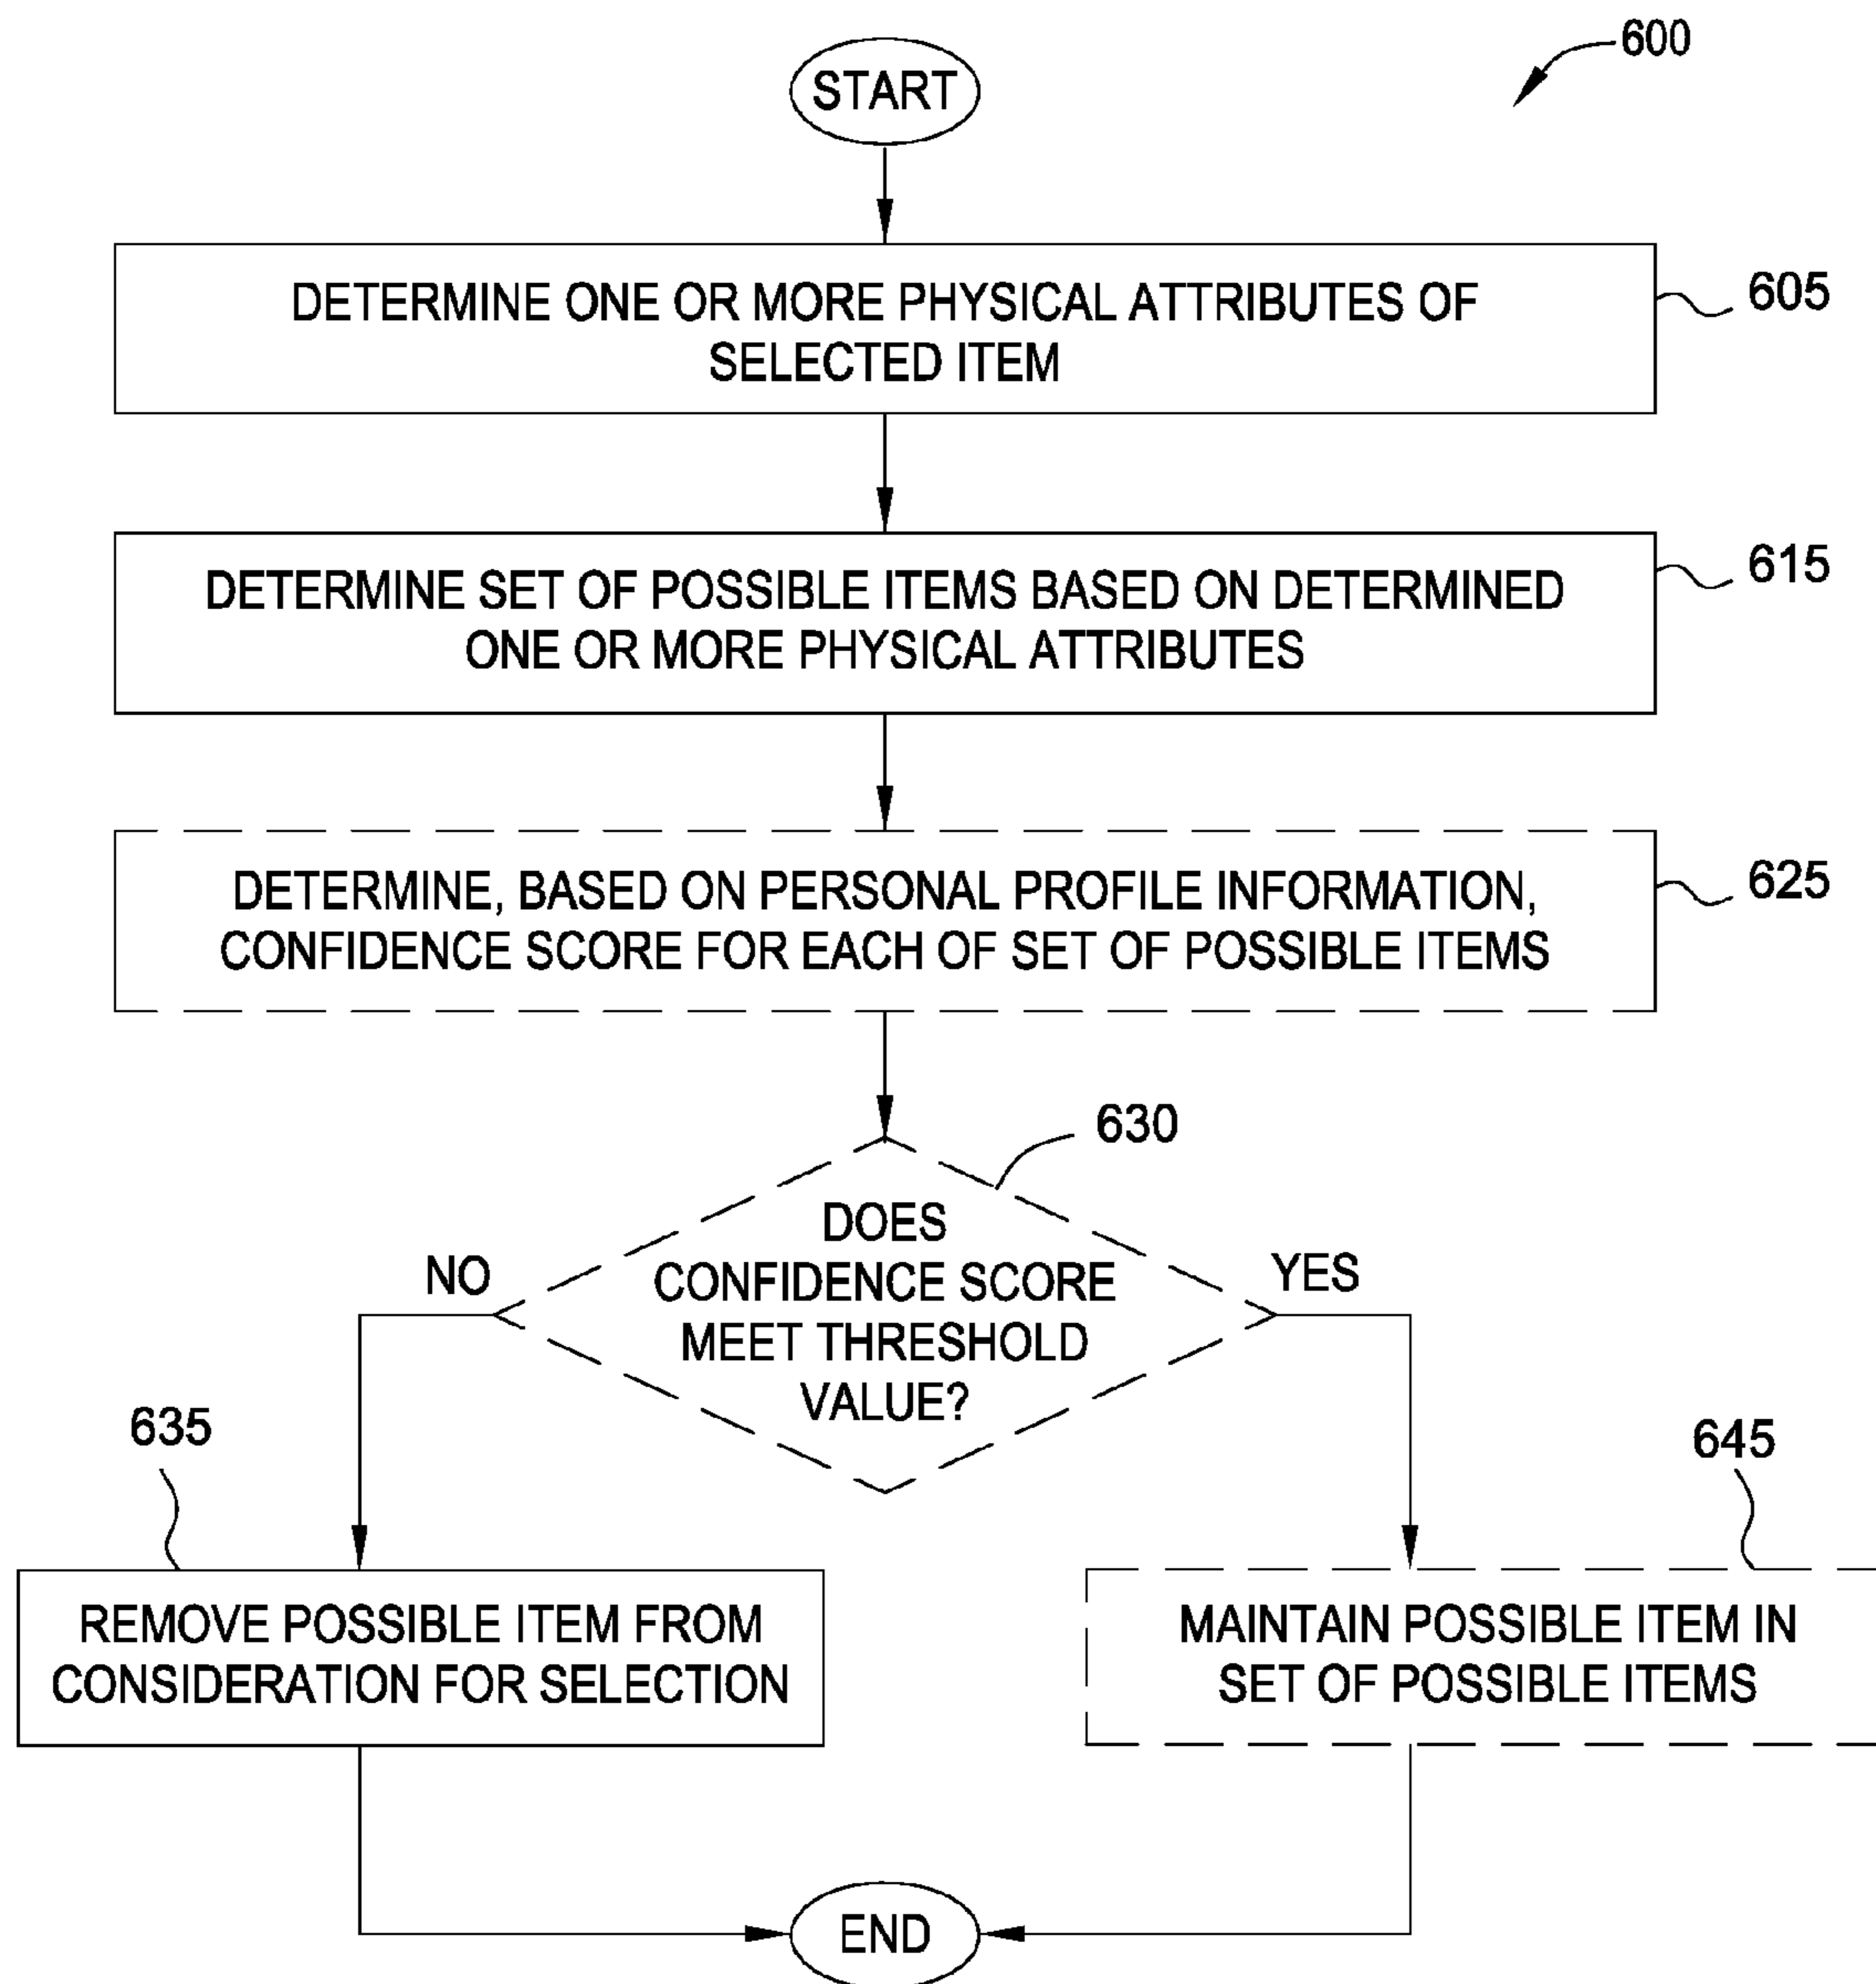 600
START
DETERMINE ONE OR MORE PHYSICAL ATTRIBUTES OF
SELECTED ITEM
605
DETERMINE SET OF POSSIBLE ITEMS BASED ON DETERMINED
ONE OR MORE PHYSICAL ATTRIBUTES
615
DETERMINE, BASED ON PERSONAL PROFILE INFORMATION,
CONFIDENCE SCORE FOR EACH OF SET OF POSSIBLE ITEMS
625
630
DOES
CONFIDENCE SCORE
MEET THRESHOLD
VALUE?
NO
YES
635
REMOVE POSSIBLE ITEM FROM
CONSIDERATION FOR SELECTION
645
MAINTAIN POSSIBLE ITEM IN
SET OF POSSIBLE ITEMS
END